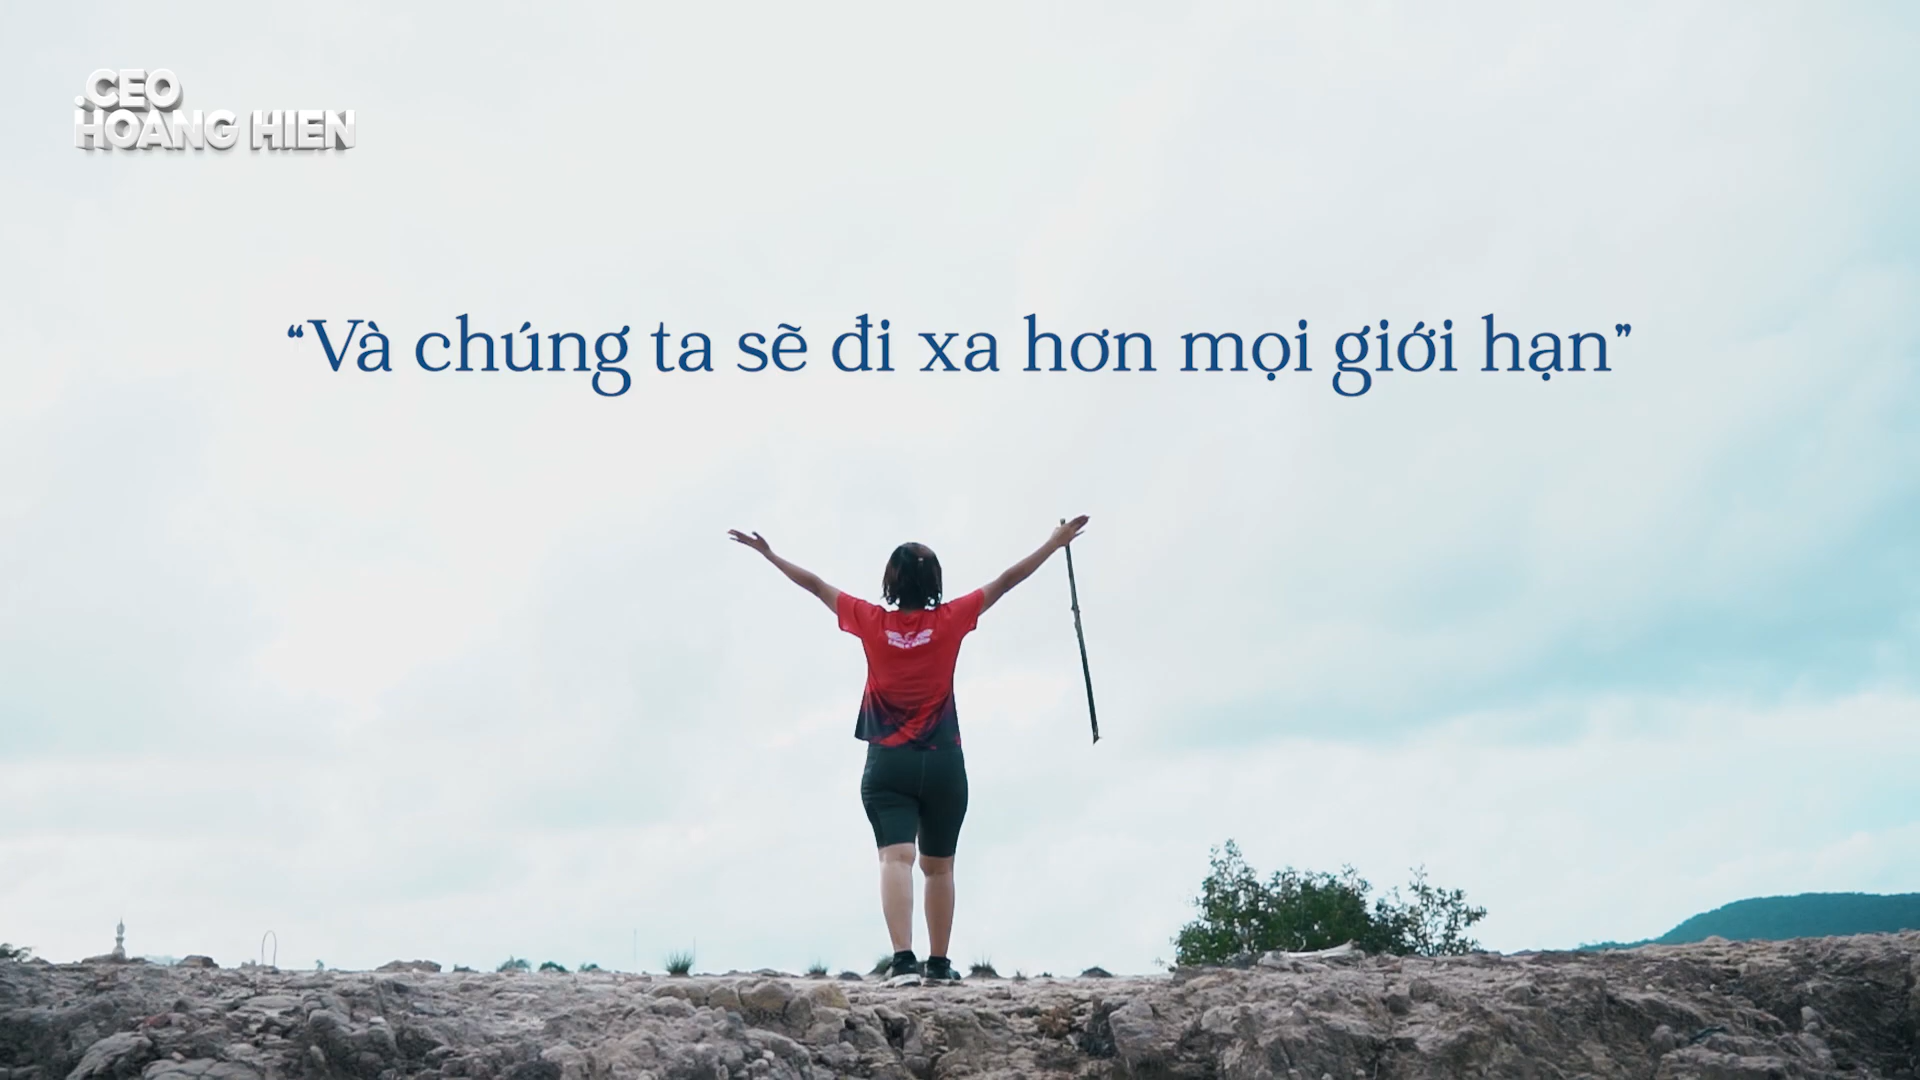 CEO
HOANG HIEN
“Và chúng ta sẽ đi xa hơn mọi giới hạn”